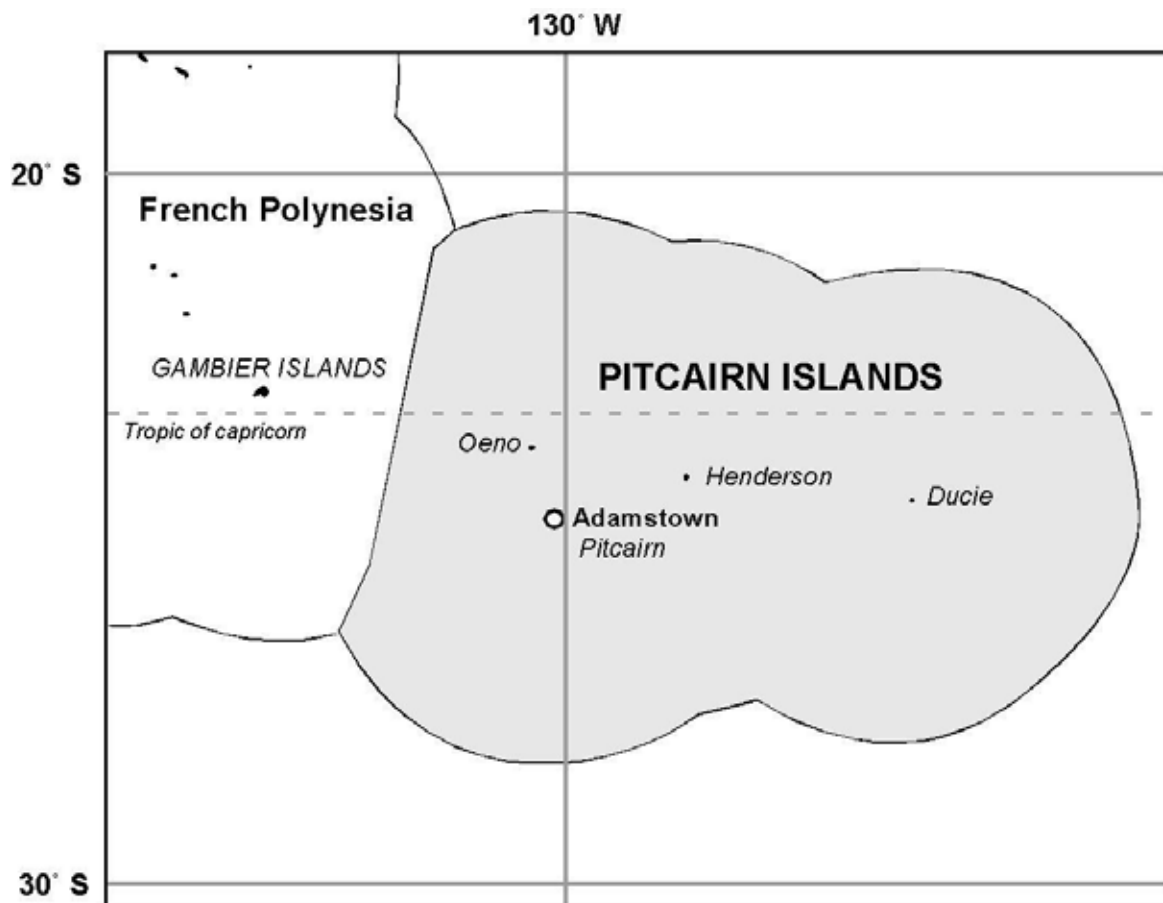 130° W
20° S
French Polynesia
GAMBIER ISLANDS
PITCAIRN ISLANDS
Tropic of capricorn
Oeno
Henderson
Ducie
Adamstown
Pitcairn
30° S